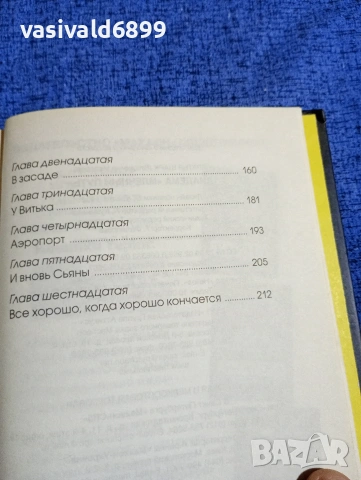 vasivald6899
Глава двенадцатая
В засаде 160
Глава тринадцатая
У Витька 181
Глава четырнадцатая
Аэропорт 193
Глава пятнадцатая
И вновь Сьяны 205
Глава шестнадцатая
Все хорошо, когда хорошо кончается 212
BAZAR